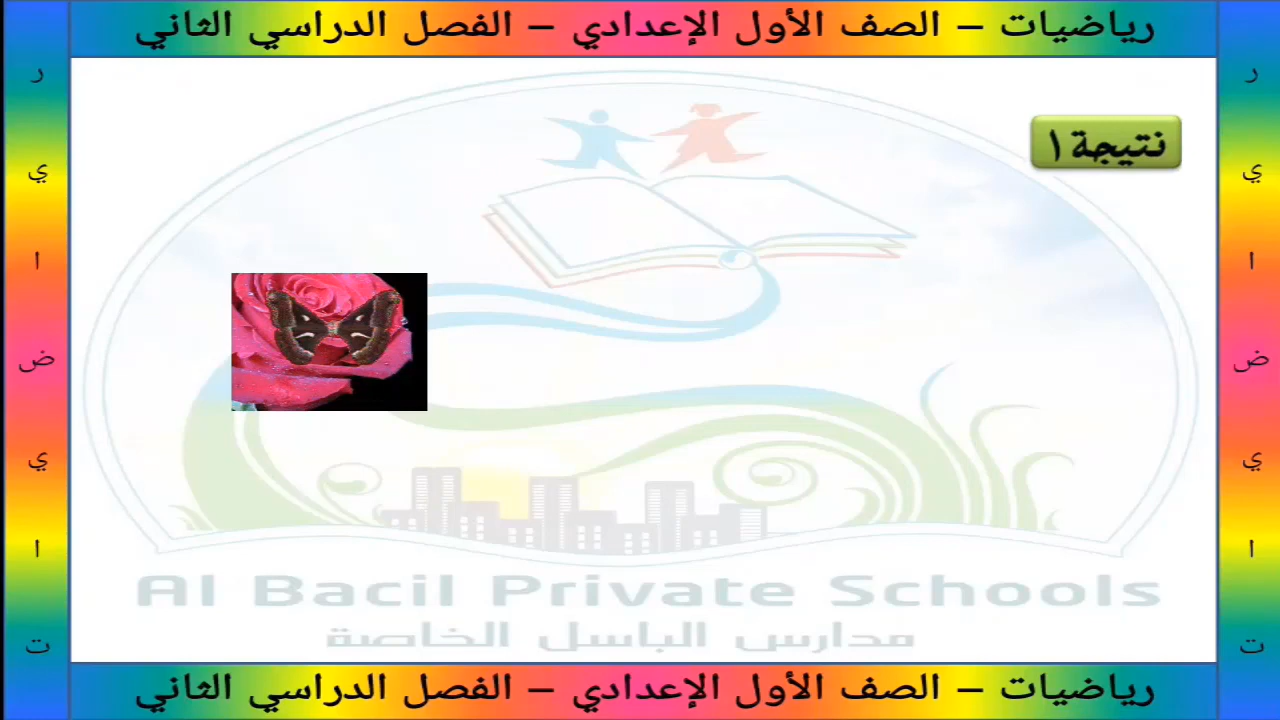 رياضيات – الصف الأول الإعدادي – الفصل الدراسي الثاني
نتيجة ١
ر
ي
ا
ض
ي
ا
ت
ر
ي
ا
ض
ي
ا
ت
Al Bacil Private Schools
مدارس الباسل الخاصة
رياضيات – الصف الأول الإعدادي – الفصل الدراسي الثاني